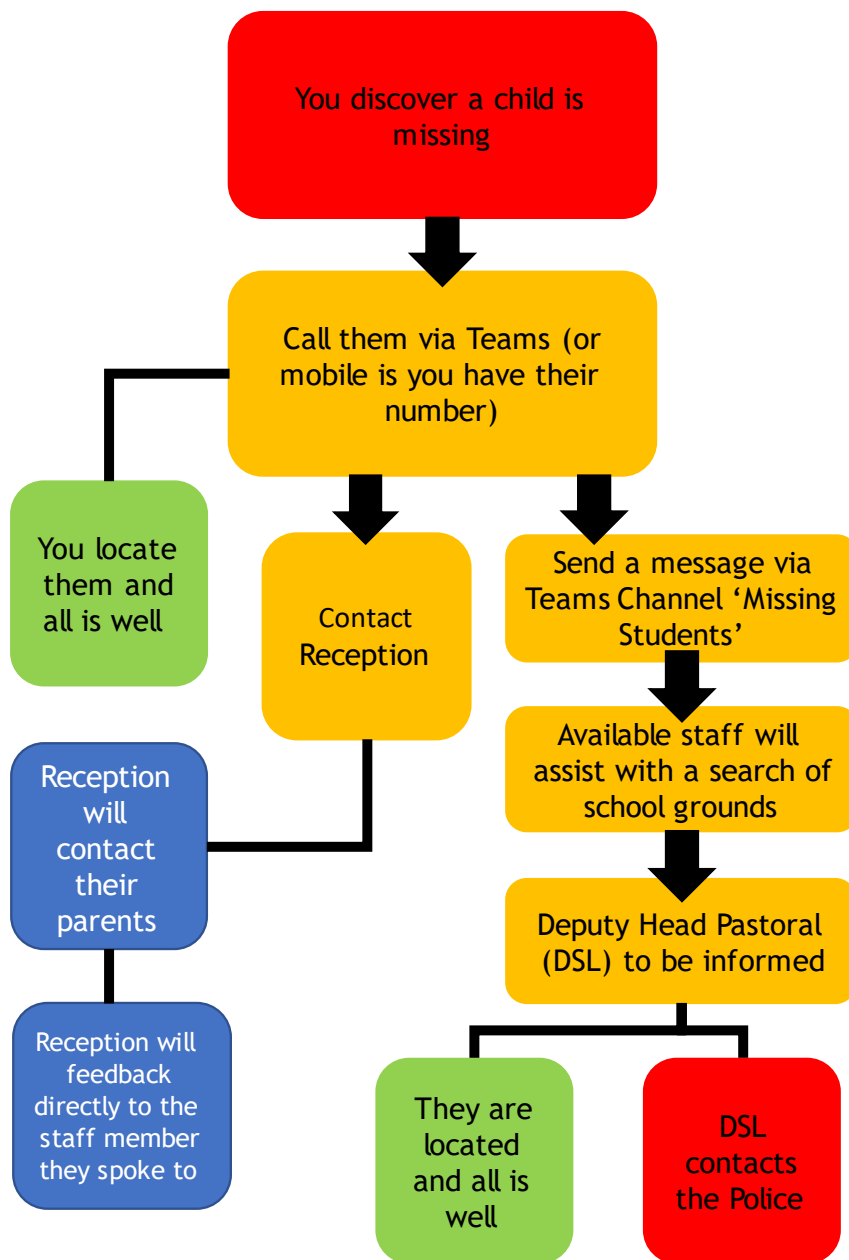 You discover a child is
missing
Call them via Teams (or
mobile is you have their
number)
You locate
them and
all is well
Contact
Reception
Send a message via
Teams Channel ‘Missing
Students’
Available staff will
assist with a search of
school grounds
Reception
will
contact
their
parents
Deputy Head Pastoral
(DSL) to be informed
Reception will
feedback
directly to the
staff member
they spoke to
They are
located
and all is
well
DSL
contacts
the Police